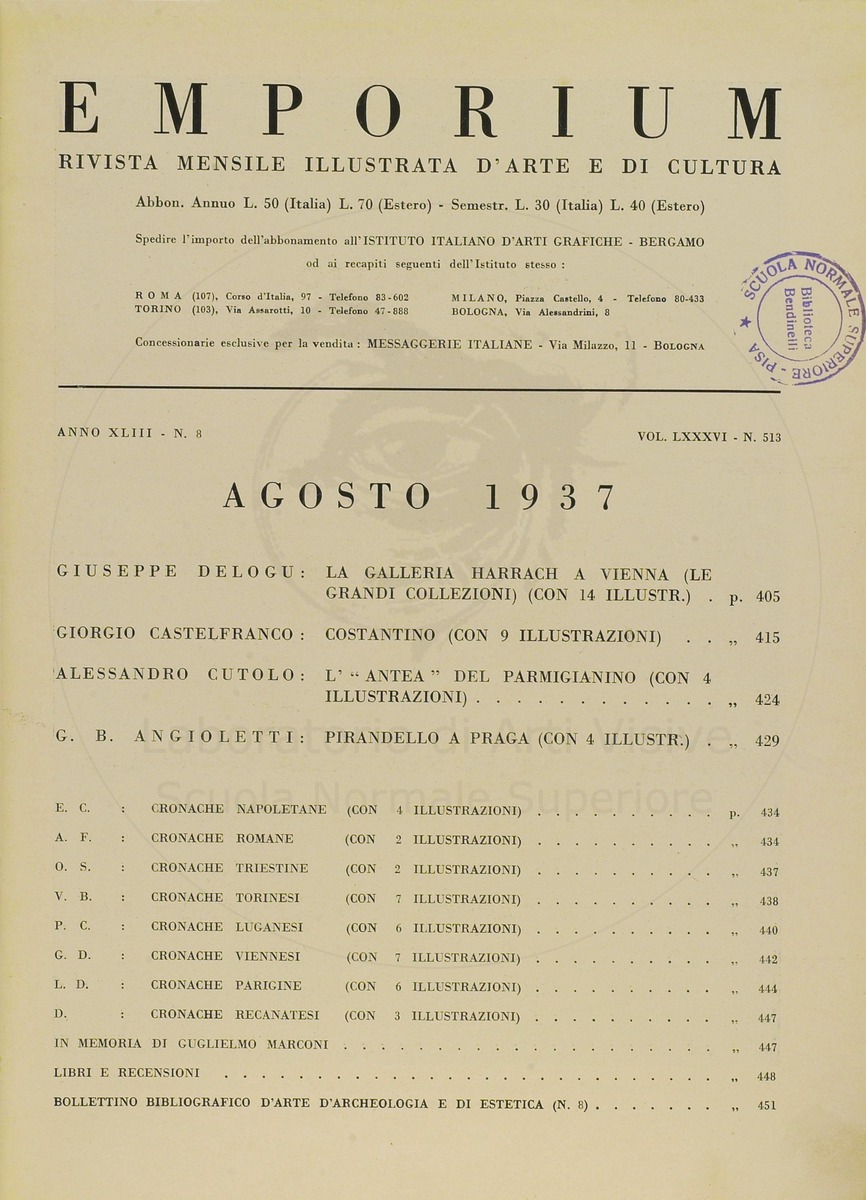 EMPORIUM
RIVISTA MENSILE ILLUSTRATA D'ARTE E DI CULTURA
Abbon. Annuo L. 50 (Italia) L. 70 (Estero) - Semestr. L. 30 (Italia) L. 40 (Estero)
Spedire l'importo dell'abbonamento all'ISTITUTO ITALIANO D'ARTI GRAFICHE - BERGAMO
od ai recapiti seguenti dell'Istituto stesso :
ROMA (107), Corso d'Italia, 97 - Telefono 83-602 MILANO, Piazza Castello, 4 - Telefono 80-433
TORINO (103), Via Assarotti, 10 - Telefono 47-888 BOLOGNA, Via Alessandrini, 8
Concessionarie esclusive per la vendita : MESSAGGERIE ITALIANE - Via Milazzo, 11 - BOLOGNA
SCUOLA NORMALE SUPERIORE - PISA
Biblioteca
Bendinelli
ANNO XLIII - N. 8 VOL. LXXXVI - N. 513
AGOSTO 1937
GIUSEPPE DELOGU: LA GALLERIA HARRACH A VIENNA (LE
GRANDI COLLEZIONI) (CON 14 ILLUSTR.) . p. 405
GIORGIO CASTELFRANCO: COSTANTINO (CON 9 ILLUSTRAZIONI) . . „ 415
ALESSANDRO CUTOLO: L' “ANTEA” DEL PARMIGIANINO (CON 4
ILLUSTRAZIONI) . . . . . . . . . . . . „ 424
G. B. ANGIOLETTI: PIRANDELLO A PRAGA (CON 4 ILLUSTR.) . „ 429
Laboratorio di Arti Visive
Scuola Normale Superiore
E. C. : CRONACHE NAPOLETANE (CON 4 ILLUSTRAZIONI) . . . . . . . . . . p. 434
A. F. : CRONACHE ROMANE (CON 2 ILLUSTRAZIONI) . . . . . . . . . . „ 434
O. S. : CRONACHE TRIESTINE (CON 2 ILLUSTRAZIONI) . . . . . . . . . . „ 437
V. B. : CRONACHE TORINESI (CON 7 ILLUSTRAZIONI) . . . . . . . . . . „ 438
P. C. : CRONACHE LUGANESI (CON 6 ILLUSTRAZIONI) . . . . . . . . . . „ 440
G. D. : CRONACHE VIENNESI (CON 7 ILLUSTRAZIONI) . . . . . . . . . . „ 442
L. D. : CRONACHE PARIGINE (CON 6 ILLUSTRAZIONI) . . . . . . . . . . „ 444
D. : CRONACHE RECANATESI (CON 3 ILLUSTRAZIONI) . . . . . . . . . . „ 447
IN MEMORIA DI GUGLIELMO MARCONI . . . . . . . . . . . . . . . . . . . „ 447
LIBRI E RECENSIONI . . . . . . . . . . . . . . . . . . . . . . . . . . „ 448
BOLLETTINO BIBLIOGRAFICO D'ARTE D'ARCHEOLOGIA E DI ESTETICA (N. 8) . . . . . . . „ 451